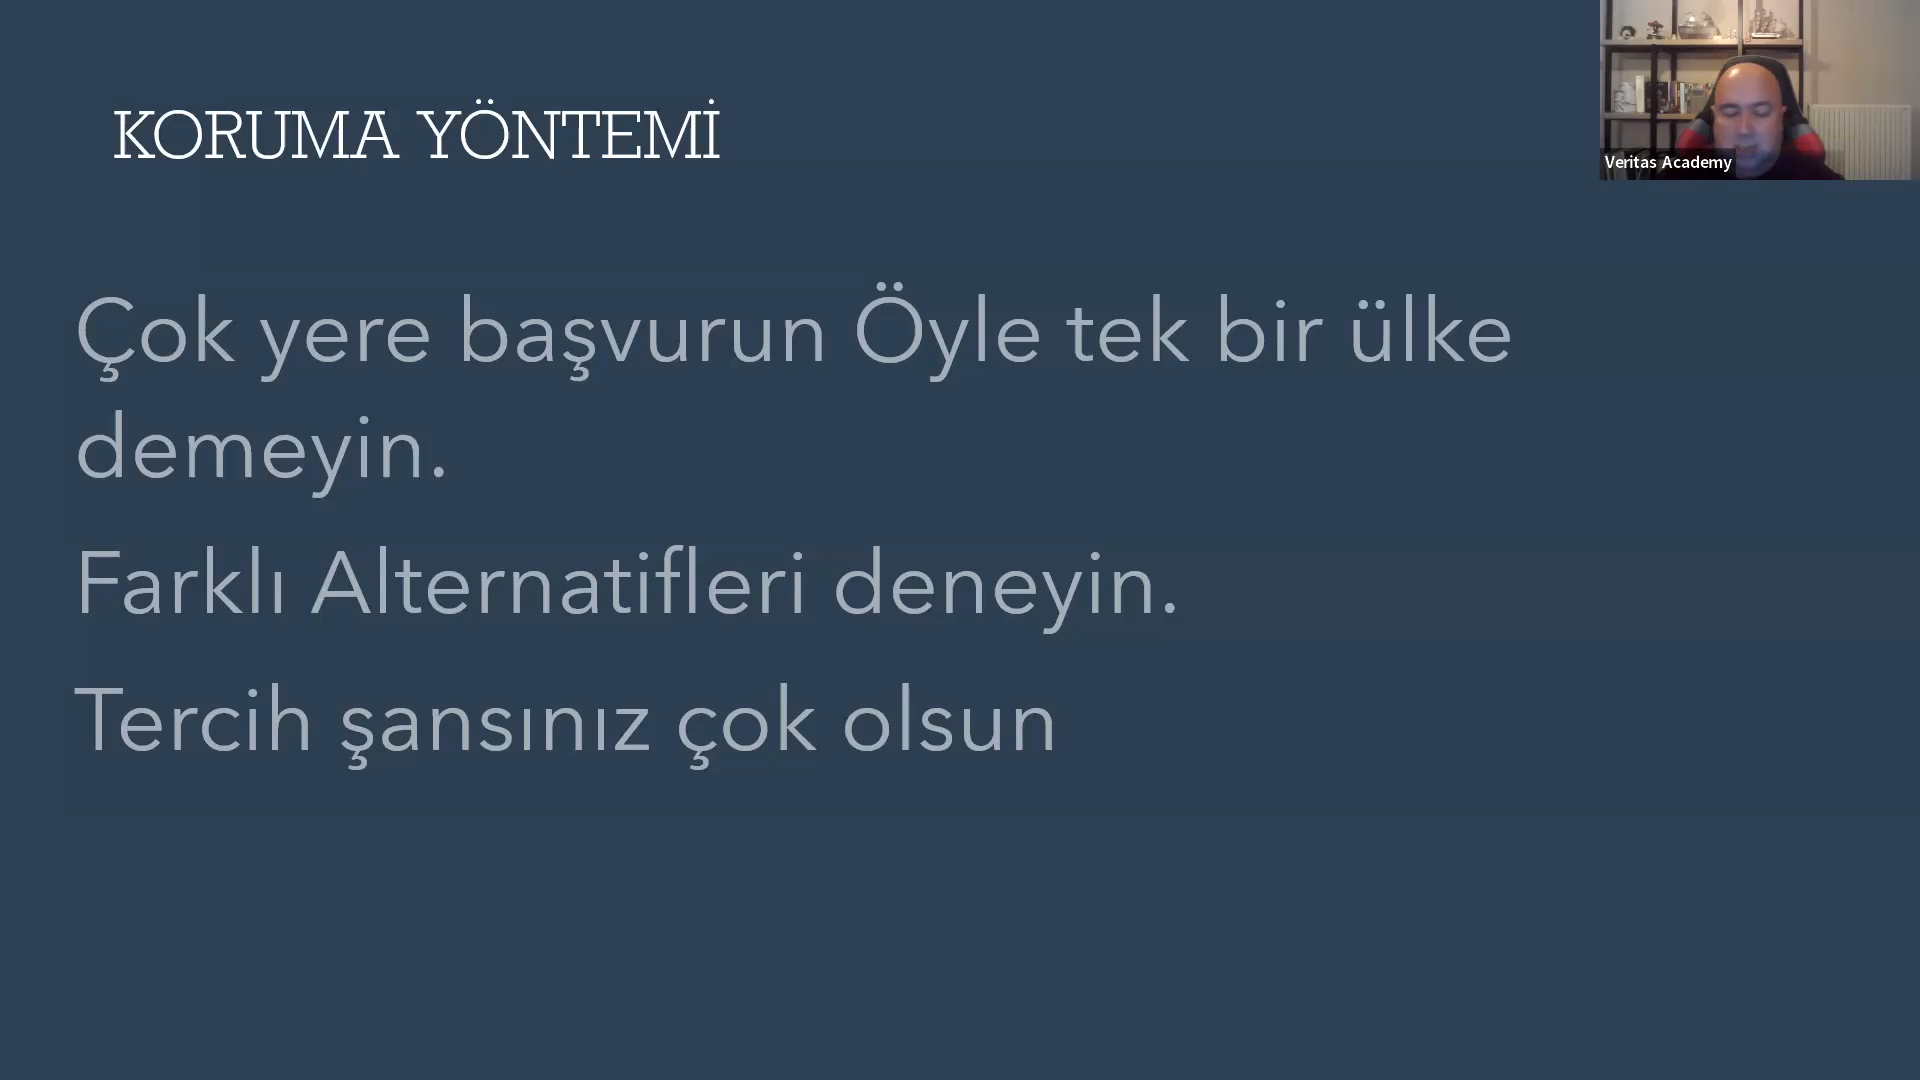 KORUMA YÖNTEMİ
Veritas Academy
Çok yere başvurun Öyle tek bir ülke
demeyin.
Farklı Alternatifleri deneyin.
Tercih şansınız çok olsun